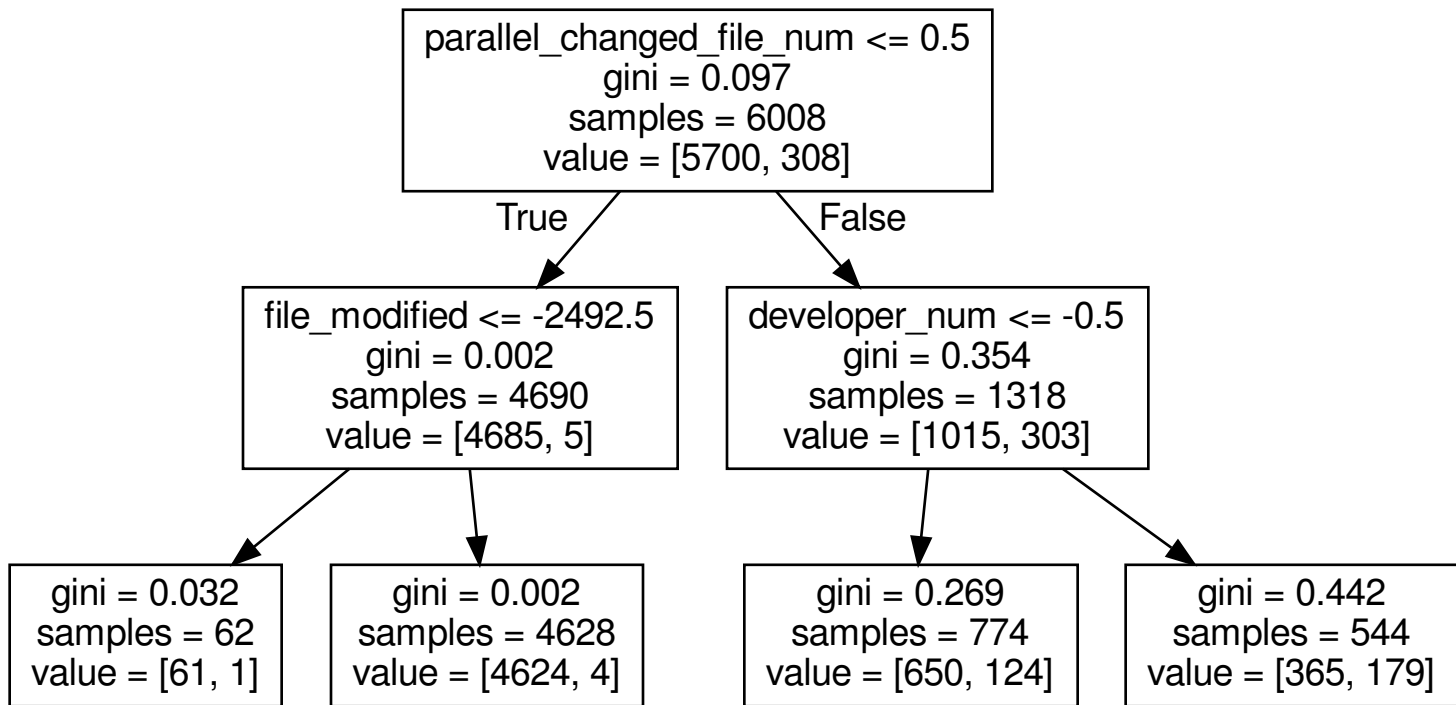 parallel_changed_file_num <= 0.5
gini = 0.097
samples = 6008
value = [5700, 308]
True
False
file_modified <= -2492.5
gini = 0.002
samples = 4690
value = [4685, 5]
developer_num <= -0.5
gini = 0.354
samples = 1318
value = [1015, 303]
gini = 0.032
samples = 62
value = [61, 1]
gini = 0.002
samples = 4628
value = [4624, 4]
gini = 0.269
samples = 774
value = [650, 124]
gini = 0.442
samples = 544
value = [365, 179]